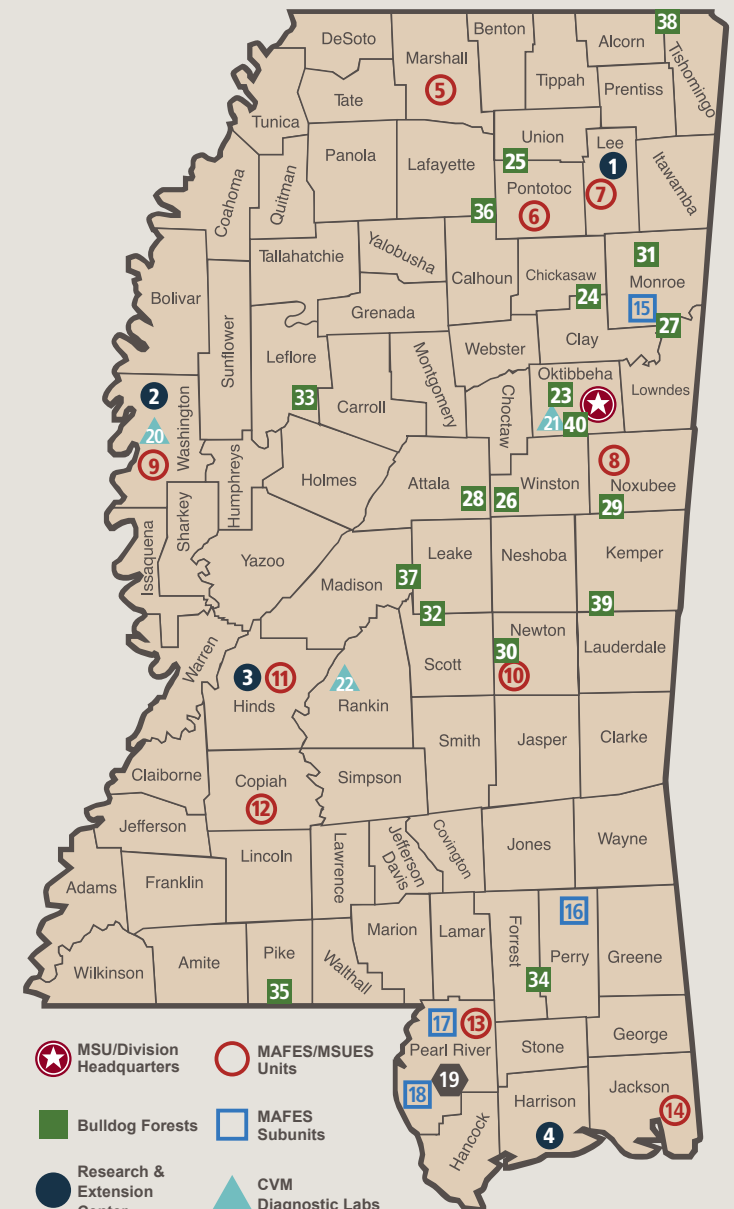 38
DeSoto
Benton
Alcorn
Marshall
5
Tippah
Prentiss
Tishomingo
Tate
Tunica
Union
Lee
1
Panola
Lafayette
25
Pontotoc
6
7
Itawamba
Coahoma
Quitman
36
Tallahatchie
Yalobusha
Calhoun
Chickasaw
24
31
Monroe
15
27
Bolivar
Sunflower
Grenada
Clay
Leflore
33
Carroll
Montgomery
Webster
Choctaw
Oktibbeha
23
21
40
Lowndes
2
20
9
Washington
Humphreys
Holmes
Attala
28
26
Winston
8
Noxubee
29
Issaquena
Sharkey
Yazoo
Madison
37
Leake
32
Neshoba
Kemper
39
Warren
3
11
Hinds
22
Rankin
Scott
Newton
30
10
Lauderdale
Smith
Jasper
Clarke
Claiborne
Copiah
12
Simpson
Jefferson
Lincoln
Lawrence
Jefferson
Davis
Covington
Jones
Wayne
Adams
Franklin
Wilkinson
Amite
Pike
35
Walthall
Marion
Lamar
Forrest
34
16
Perry
Greene
17
13
Pearl River
19
18
Stone
George
Hancock
Harrison
4
Jackson
14
MSU/Division
Headquarters
MAFES/MSUES
Units
Bulldog Forests
MAFES
Subunits
Research &
Extension
CVM
Diagnostic Labs